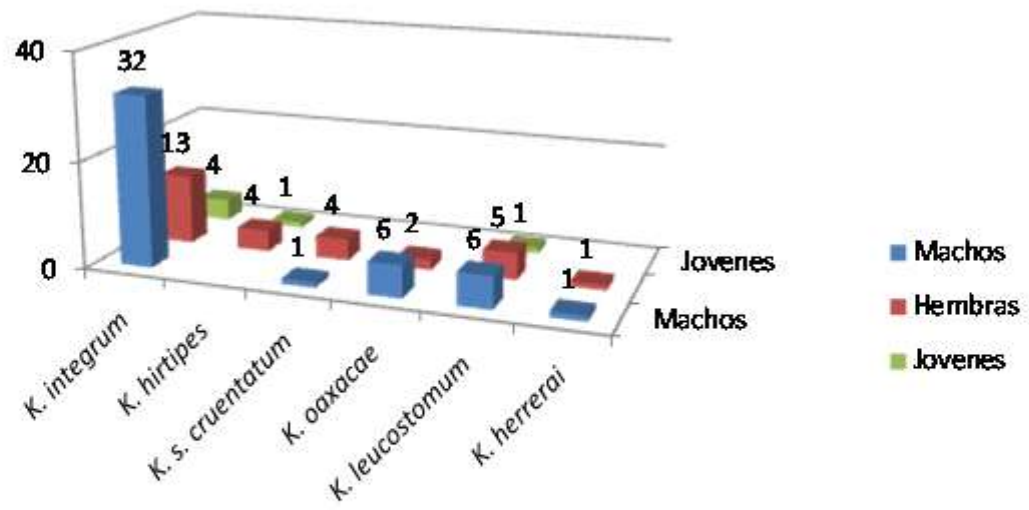 40
20
0
32
13
4
4
1
1
4
6
2
6
5
1
1
1
K. integrum
K. hirtipes
K. s. cruentatum
K. oaxacae
K. leucostomum
K. herrerai
Jovenes
Machos
Machos
Hembras
Jovenes